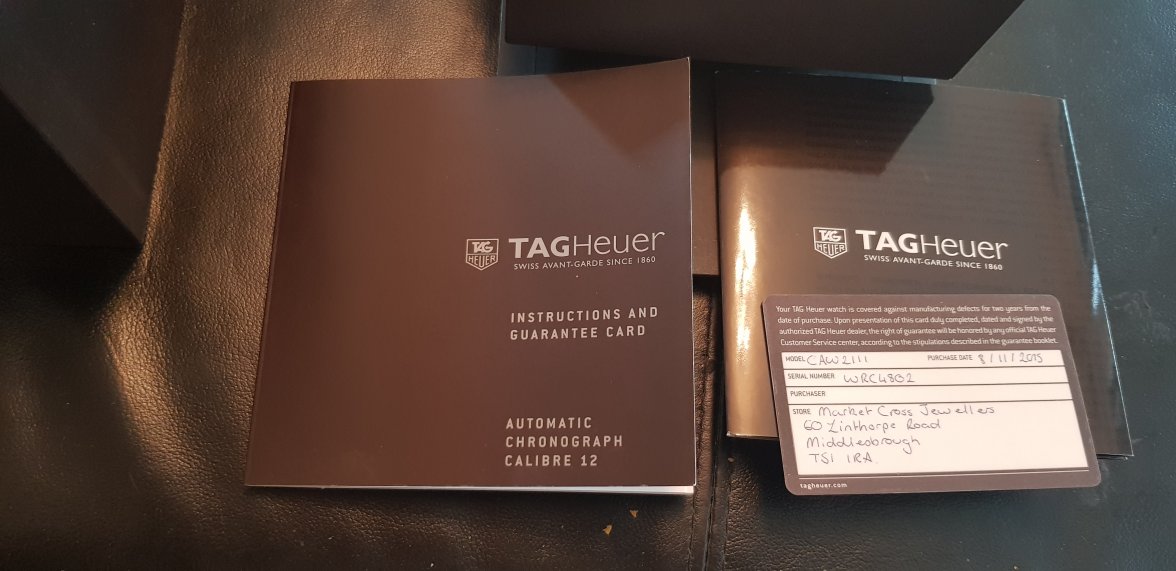 TAG
HEUER
TAGHeuer
SWISS AVANT-GARDE SINCE 1860
INSTRUCTIONS AND
GUARANTEE CARD
AUTOMATIC
CHRONOGRAPH
CALIBRE 12
TAG
HEUER
TAGHeuer
SWISS AVANT-GARDE SINCE 1860
Your TAG Heuer watch is covered against manufacturing defects for two years from the
date of purchase. Upon presentation of this card duly completed, dated and signed by the
authorized TAG Heuer dealer, the right of guarantee will be honored by any official TAG Heuer
Customer Service center, according to the stipulations described in the guarantee booklet.
MODEL CAW2111 PURCHASE DATE 8/11/2015
SERIAL NUMBER WRC4802
PURCHASER
STORE Market Cross Jewellers
60 Linthorpe Road
Middlesbrough
TS1 1RA.
tagheuer.com